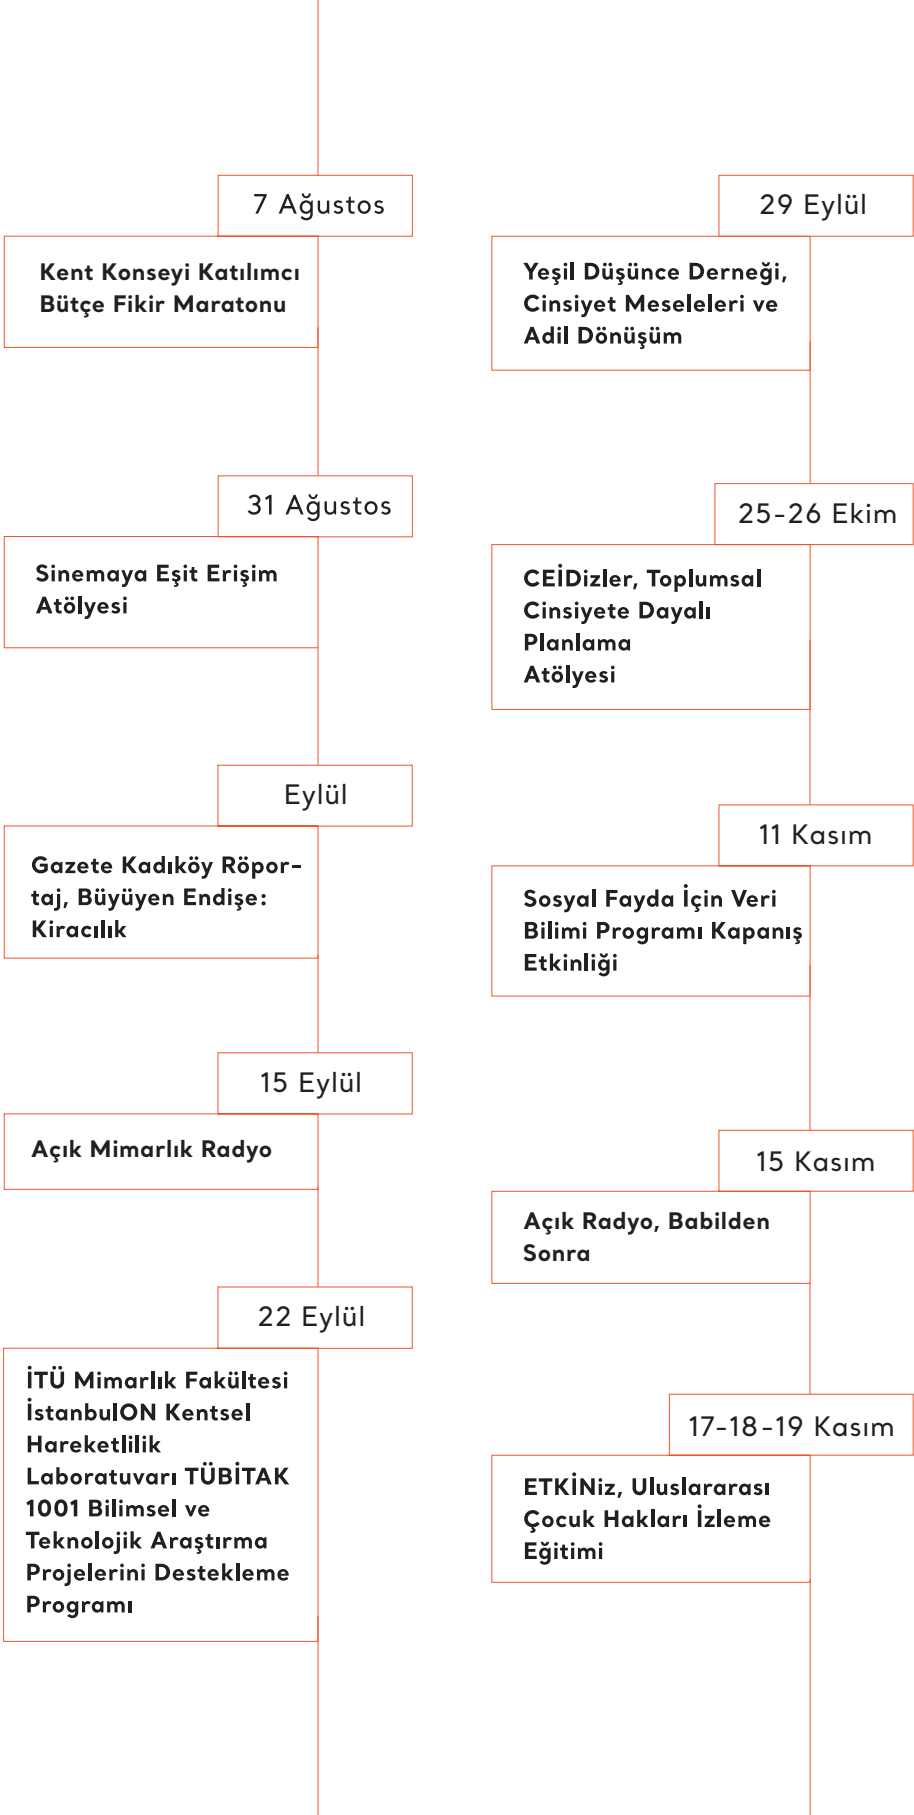 7 Ağustos
Kent Konseyi Katılımcı
Bütçe Fikir Maratonu
31 Ağustos
Sinemaya Eşit Erişim
Atölyesi
Eylül
Gazete Kadıköy Röpor-
taj, Büyüyen Endişe:
Kiracılık
15 Eylül
Açık Mimarlık Radyo
22 Eylül
İTÜ Mimarlık Fakültesi
İstanbulON Kentsel
Hareketlilik
Laboratuvarı TÜBİTAK
1001 Bilimsel ve
Teknolojik Araştırma
Projelerini Destekleme
Programı
29 Eylül
Yeşil Düşünce Derneği,
Cinsiyet Meseleleri ve
Adil Dönüşüm
25-26 Ekim
CEİDizler, Toplumsal
Cinsiyete Dayalı
Planlama
Atölyesi
11 Kasım
Sosyal Fayda İçin Veri
Bilimi Programı Kapanış
Etkinliği
15 Kasım
Açık Radyo, Babilden
Sonra
17-18-19 Kasım
ETKİNiz, Uluslararası
Çocuk Hakları İzleme
Eğitimi